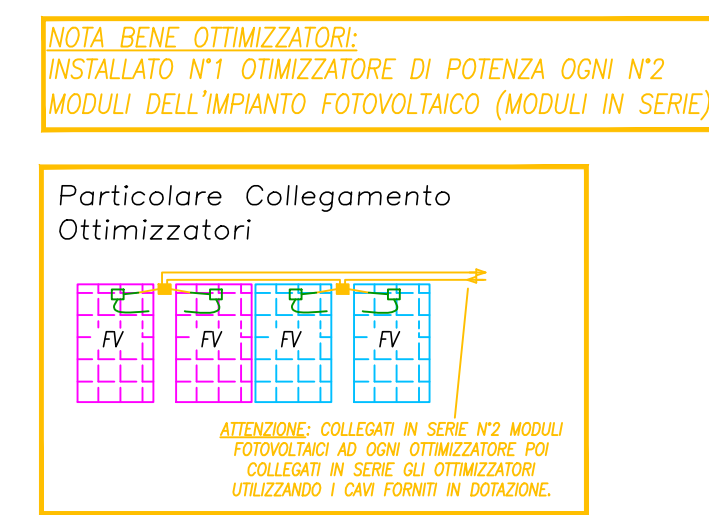 NOTA BENE OTTIMIZZATORI:
INSTALLATO N°1 OTIMIZZATORE DI POTENZA OGNI N°2
MODULI DELL'IMPIANTO FOTOVOLTAICO (MODULI IN SERIE)
Particolare Collegamento
Ottimizzatori
FV FV FV FV
ATTENZIONE: COLLEGATI IN SERIE N°2 MODULI
FOTOVOLTAICI AD OGNI OTTIMIZZATORE POI
COLLEGATI IN SERIE GLI OTTIMIZZATORI
UTILIZZANDO I CAVI FORNITI IN DOTAZIONE.